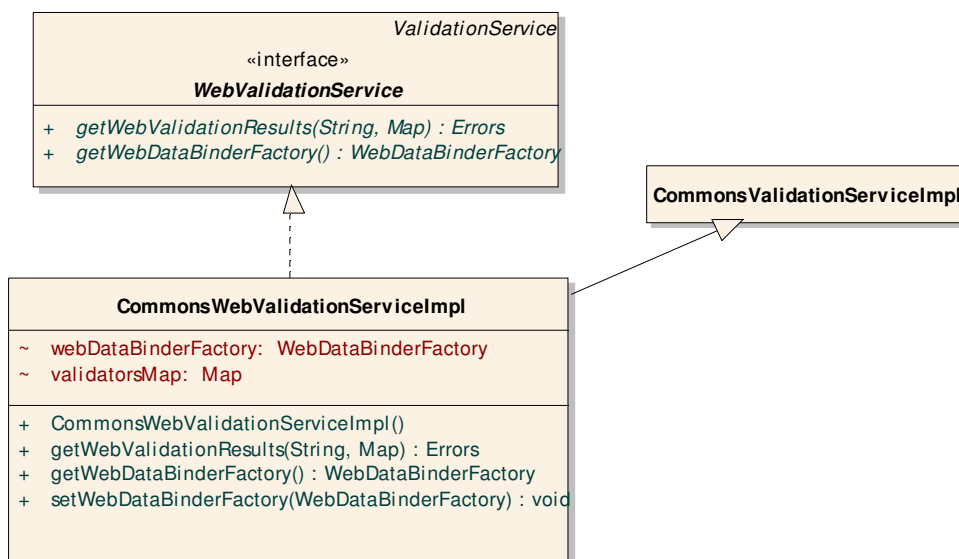 ValidationService
«interface»
WebValidationService
+ getWebValidationResults(String, Map) : Errors
+ getWebDataBinderFactory() : WebDataBinderFactory
CommonsValidationServiceImpl
CommonsWebValidationServiceImpl
~ webDataBinderFactory: WebDataBinderFactory
~ validatorsMap: Map
+ CommonsWebValidationServiceImpl()
+ getWebValidationResults(String, Map) : Errors
+ getWebDataBinderFactory() : WebDataBinderFactory
+ setWebDataBinderFactory(WebDataBinderFactory) : void